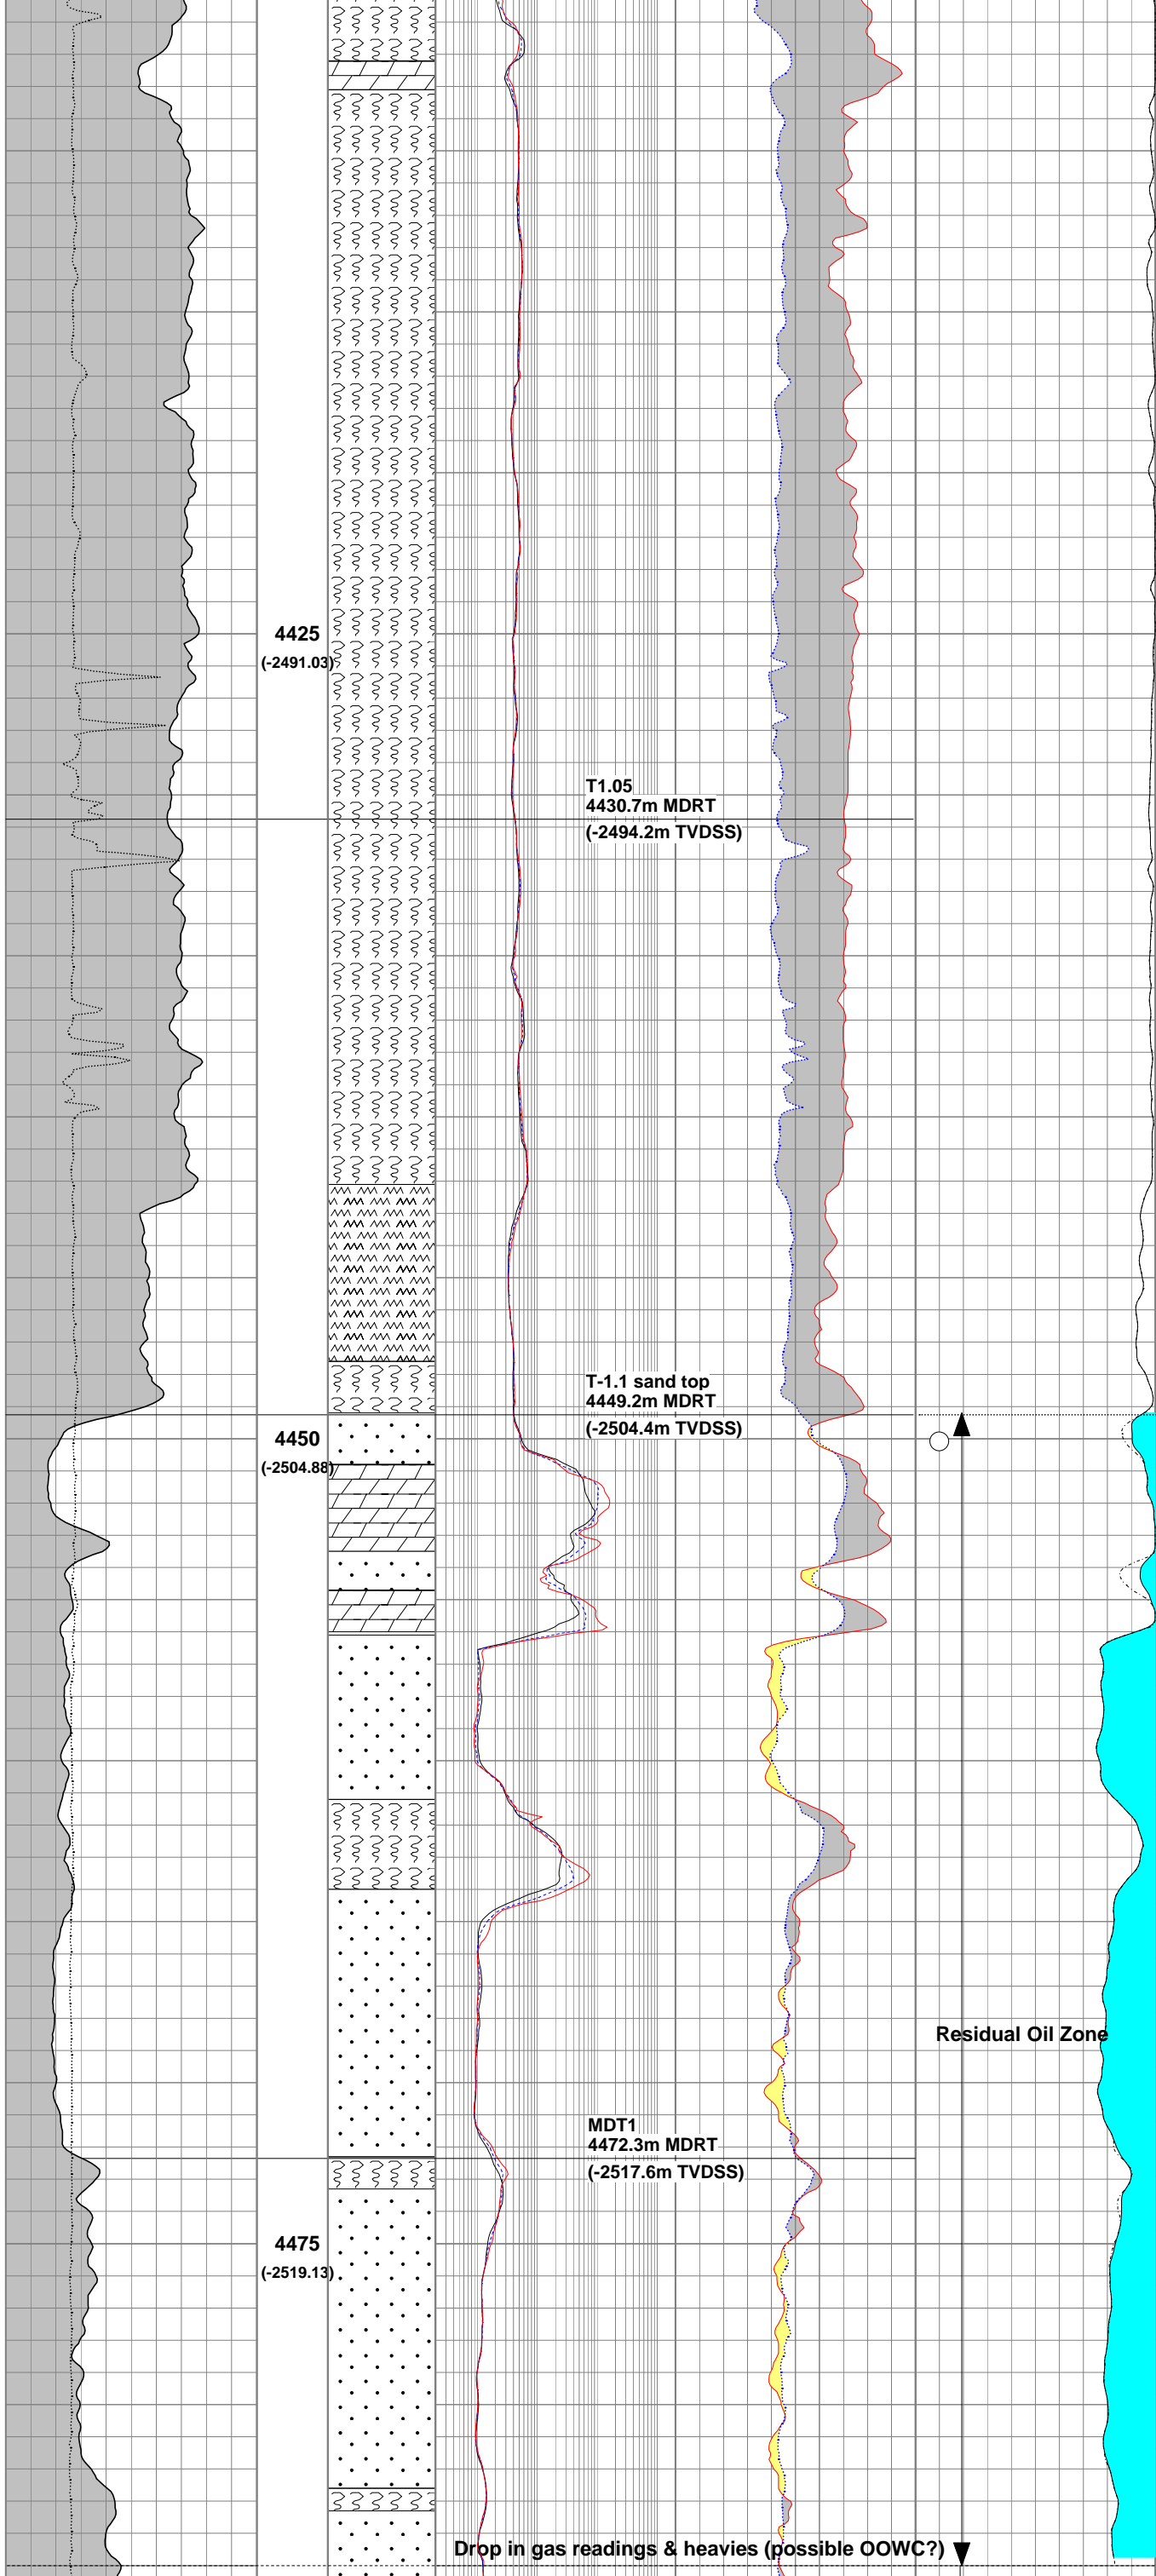 4425
(-2491.03)
T1.05
4430.7m MDRT
(-2494.2m TVDSS)
T-1.1 sand top
4449.2m MDRT
(-2504.4m TVDSS)
4450
(-2504.88)
Residual Oil Zone
MDT1
4472.3m MDRT
(-2517.6m TVDSS)
4475
(-2519.13)
Drop in gas readings & heavies (possible OOWC?)